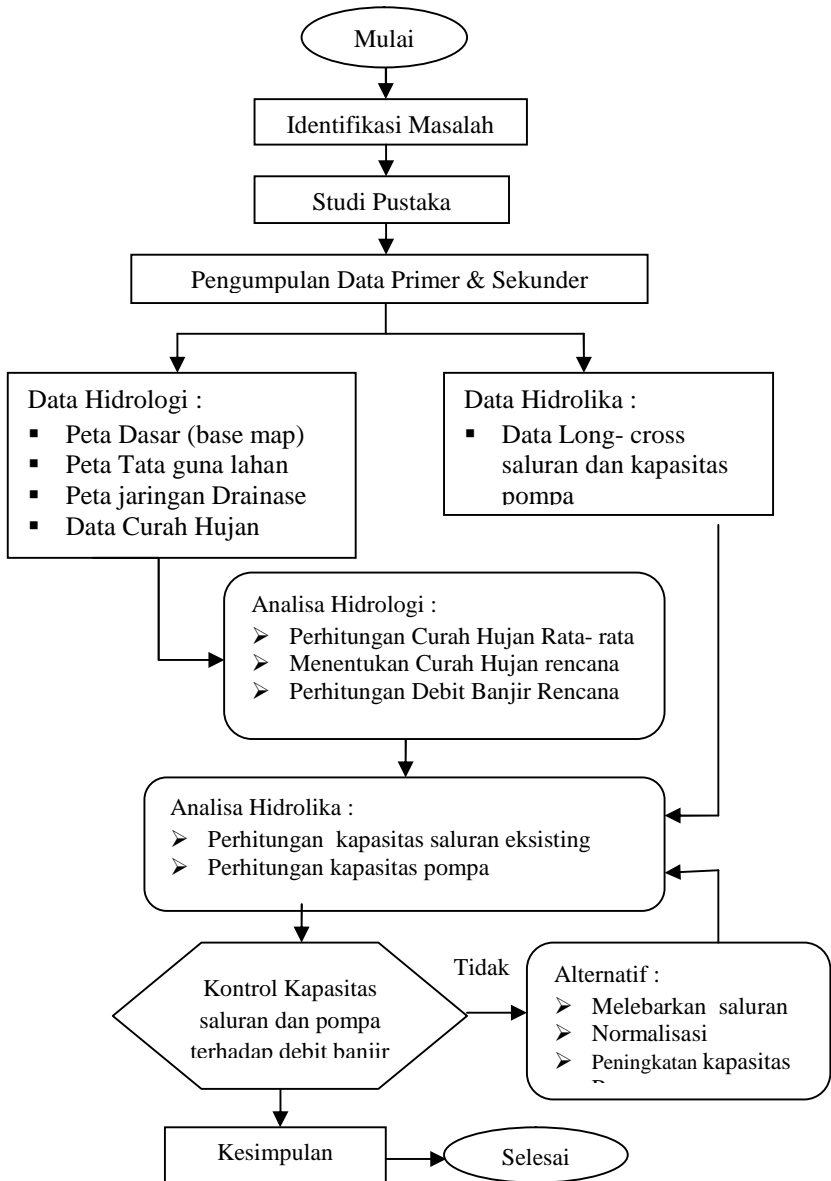 Mulai
Identifikasi Masalah
Studi Pustaka
Pengumpulan Data Primer & Sekunder
Data Hidrologi :
▪ Peta Dasar (base map)
▪ Peta Tata guna lahan
▪ Peta jaringan Drainase
▪ Data Curah Hujan
Data Hidrolika :
▪ Data Long- cross
saluran dan kapasitas
pompa
Analisa Hidrologi :
➢ Perhitungan Curah Hujan Rata- rata
➢ Menentukan Curah Hujan rencana
➢ Perhitungan Debit Banjir Rencana
Analisa Hidrolika :
➢ Perhitungan kapasitas saluran eksisting
➢ Perhitungan kapasitas pompa
Kontrol Kapasitas
saluran dan pompa
terhadap debit banjir
Tidak
Alternatif :
➢ Melebarkan saluran
➢ Normalisasi
➢ Peningkatan kapasitas
Kesimpulan
Selesai